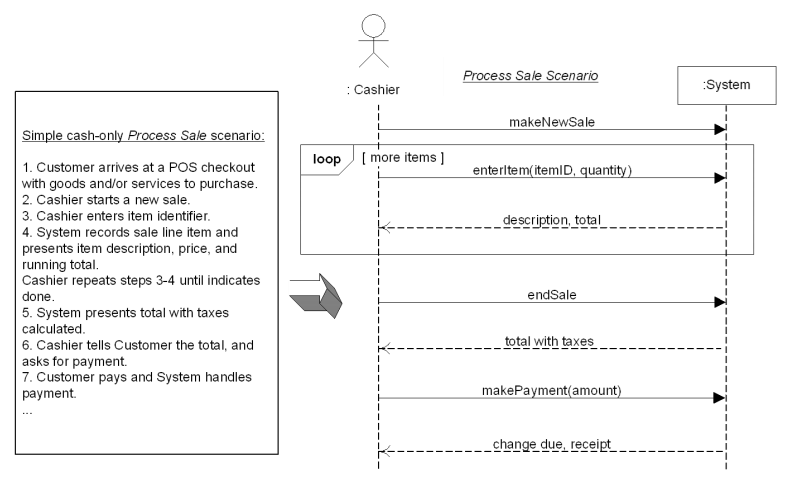 Simple cash-only Process Sale scenario:
1. Customer arrives at a POS checkout
with goods and/or services to purchase.
2. Cashier starts a new sale.
3. Cashier enters item identifier.
4. System records sale line item and
presents item description, price, and
running total.
Cashier repeats steps 3-4 until indicates
done.
5. System presents total with taxes
calculated.
6. Cashier tells Customer the total, and
asks for payment.
7. Customer pays and System handles
payment.
...
Process Sale Scenario
: Cashier
:System
makeNewSale
loop
[ more items ]
enterItem(itemID, quantity)
description, total
endSale
total with taxes
makePayment(amount)
change due, receipt